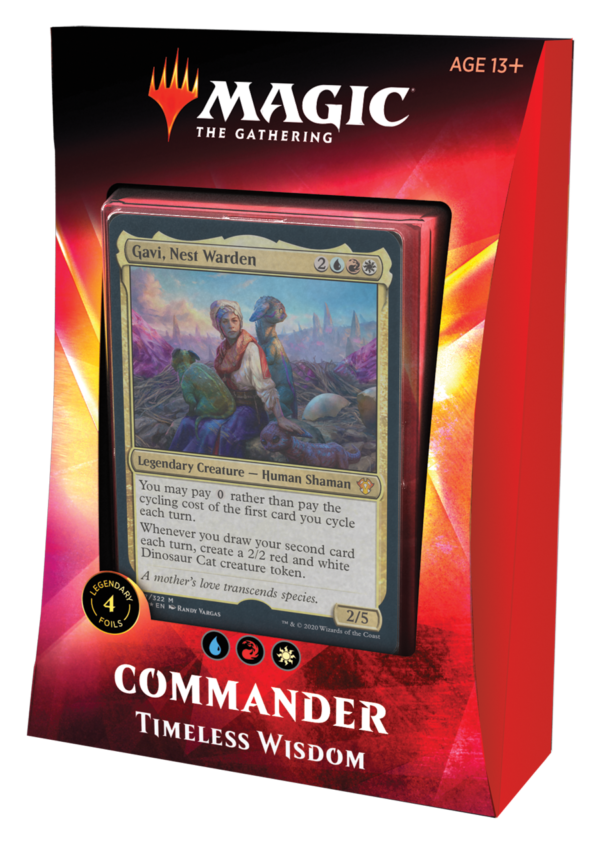 AGE 13+
MAGIC
THE GATHERING
Gavi, Nest Warden
2
Legendary Creature — Human Shaman
You may pay 0 rather than pay the
cycling cost of the first card you cycle
each turn.
Whenever you draw your second card
each turn, create a 2/2 red and white
Dinosaur Cat creature token.
A mother's love transcends species.
/322 M
EN Randy Vargas
2/5
™ & © 2020 Wizards of the Coast
LEGENDARY
4
FOILS
COMMANDER
TIMELESS WISDOM